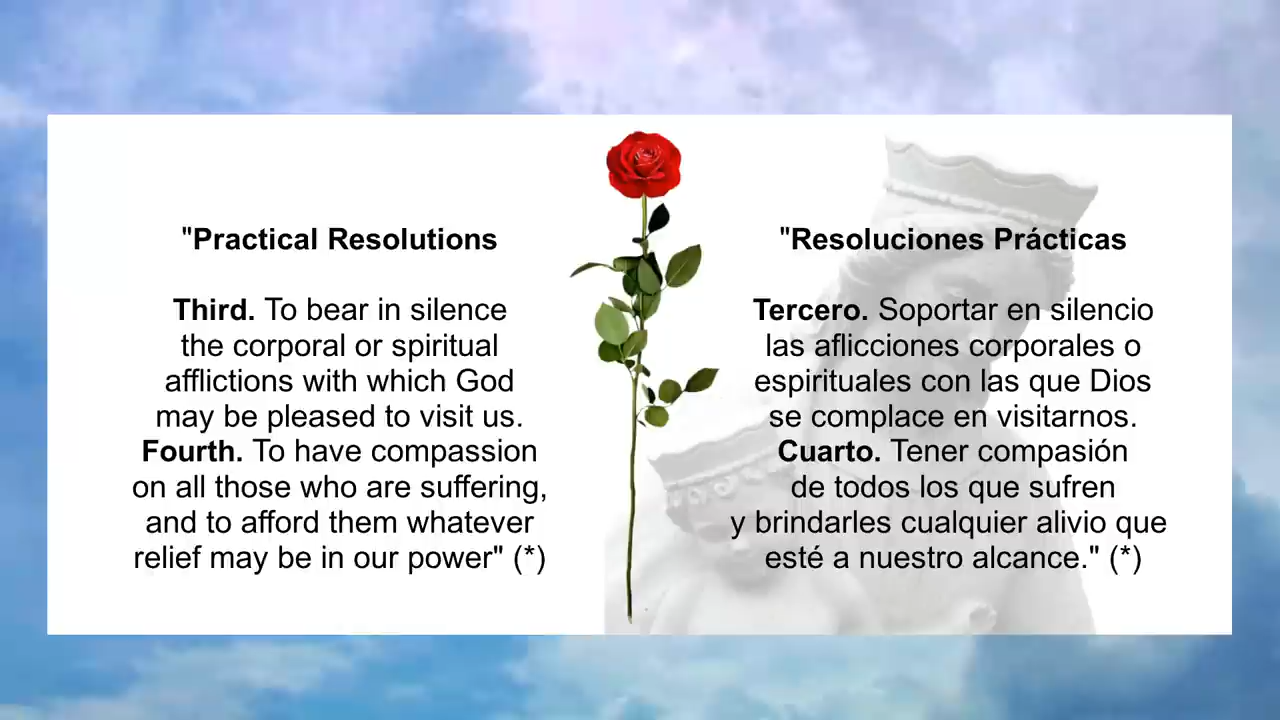 "Practical Resolutions
Third. To bear in silence
the corporal or spiritual
afflictions with which God
may be pleased to visit us.
Fourth. To have compassion
on all those who are suffering,
and to afford them whatever
relief may be in our power" (*)
"Resoluciones Prácticas
Tercero. Soportar en silencio
las aflicciones corporales o
espirituales con las que Dios
se complace en visitarnos.
Cuarto. Tener compasión
de todos los que sufren
y brindarles cualquier alivio que
esté a nuestro alcance." (*)